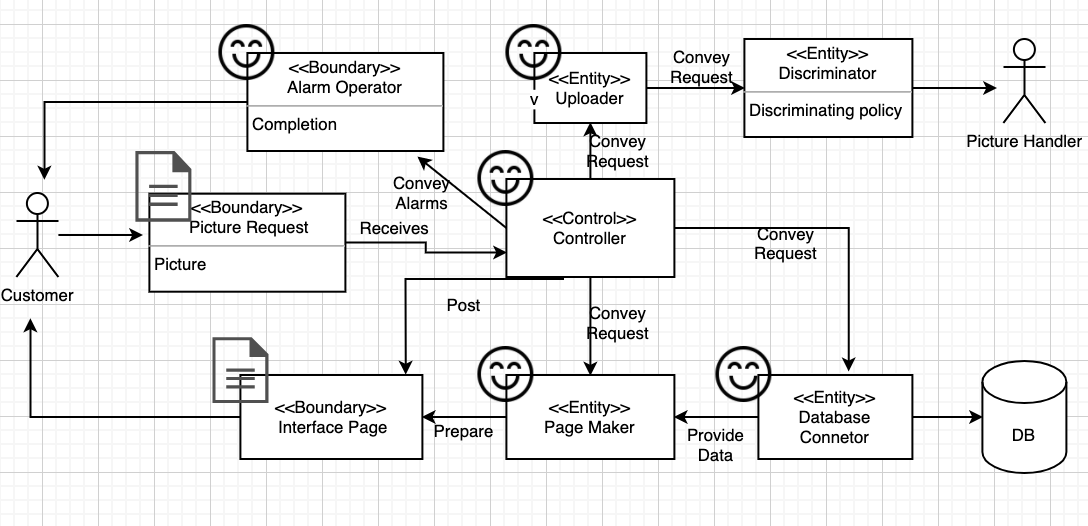 <<Boundary>>
Alarm Operator
Completion
<<Entity>>
v
Uploader
Convey
Request
<<Entity>>
Discriminator
Discriminating policy
Picture Handler
Convey
Request
Convey
Alarms
<<Boundary>>
Picture Request
Picture
Receives
<<Control>>
Controller
Convey
Request
Customer
Post
Convey
Request
<<Boundary>>
Interface Page
Prepare
<<Entity>>
Page Maker
Provide
Data
<<Entity>>
Database
Connetor
DB